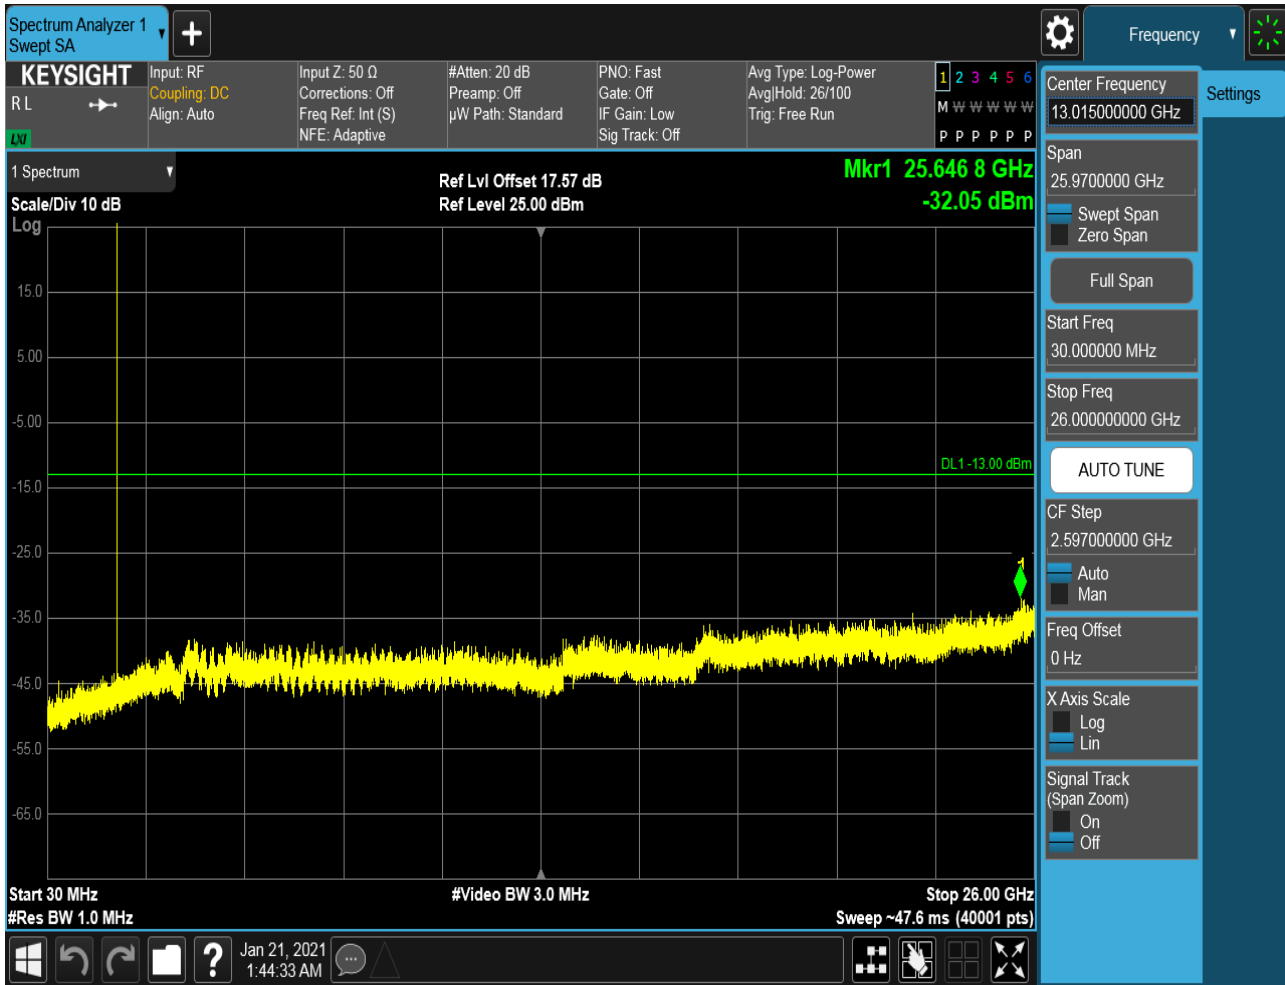 Spectrum Analyzer 1
Swept SA
Frequency
KEYSIGHT
R L
LXI
Input: RF
Coupling: DC
Align: Auto
Input Z: 50 Ω
Corrections: Off
Freq Ref: Int (S)
NFE: Adaptive
#Atten: 20 dB
Preamp: Off
µW Path: Standard
PNO: Fast
Gate: Off
IF Gain: Low
Sig Track: Off
Avg Type: Log-Power
Avg|Hold: 26/100
Trig: Free Run
1 2 3 4 5 6
M W W W W W
P P P P P P
1 Spectrum
Scale/Div 10 dB
Log
Ref Lvl Offset 17.57 dB
Ref Level 25.00 dBm
Mkr1 25.646 8 GHz
-32.05 dBm
15.0
5.00
-5.00
DL1 -13.00 dBm
-15.0
-25.0
1
-35.0
-45.0
-55.0
-65.0
Start 30 MHz
#Video BW 3.0 MHz
Stop 26.00 GHz
#Res BW 1.0 MHz
Sweep ~47.6 ms (40001 pts)
Jan 21, 2021
1:44:33 AM
?
Center Frequency
13.015000000 GHz
Settings
Span
25.9700000 GHz
Swept Span
Zero Span
Full Span
Start Freq
30.000000 MHz
Stop Freq
26.000000000 GHz
AUTO TUNE
CF Step
2.597000000 GHz
Auto
Man
Freq Offset
0 Hz
X Axis Scale
Log
Lin
Signal Track
(Span Zoom)
On
Off